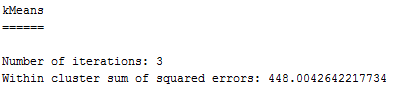 kMeans
======
Number of iterations: 3
Within cluster sum of squared errors: 448.0042642217734